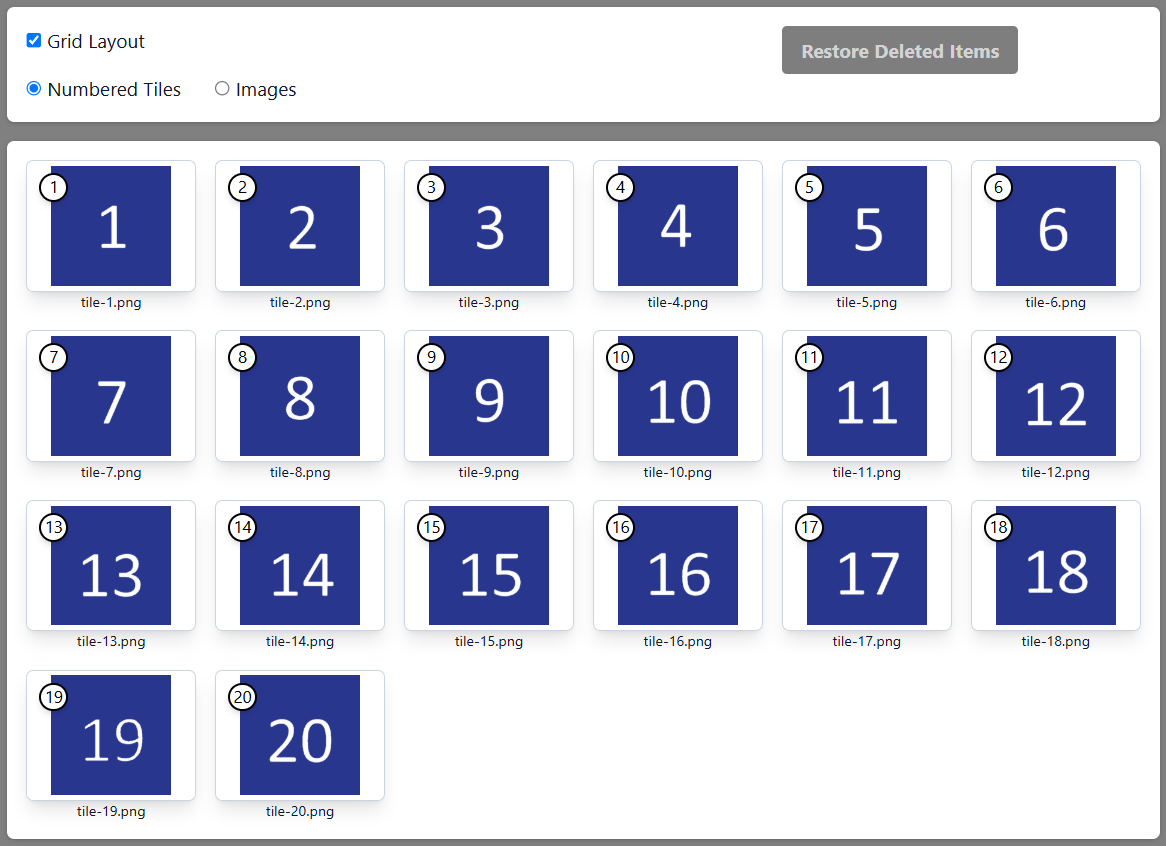 Grid Layout
Restore Deleted Items
Numbered Tiles Images
1 2 3 4 5 6
1 2 3 4 5 6
tile-1.png tile-2.png tile-3.png tile-4.png tile-5.png tile-6.png
7 8 9 10 11 12
7 8 9 10 11 12
tile-7.png tile-8.png tile-9.png tile-10.png tile-11.png tile-12.png
13 14 15 16 17 18
13 14 15 16 17 18
tile-13.png tile-14.png tile-15.png tile-16.png tile-17.png tile-18.png
19 20
19 20
tile-19.png tile-20.png